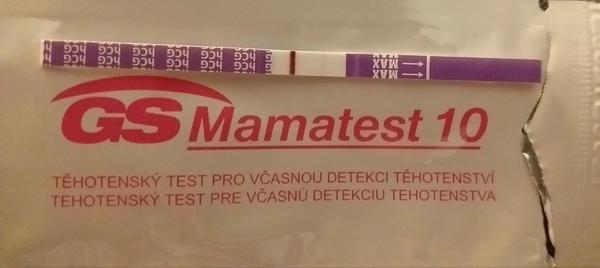 hCG hCG hCG hCG hCG hCG hCG
MAX
MAX
GS Mamatest 10
TĚHOTENSKÝ TEST PRO VČASNOU DETEKCI TĚHOTENSTVÍ
TEHOTENSKÝ TEST PRE VČASNÚ DETEKCIU TEHOTENSTVA